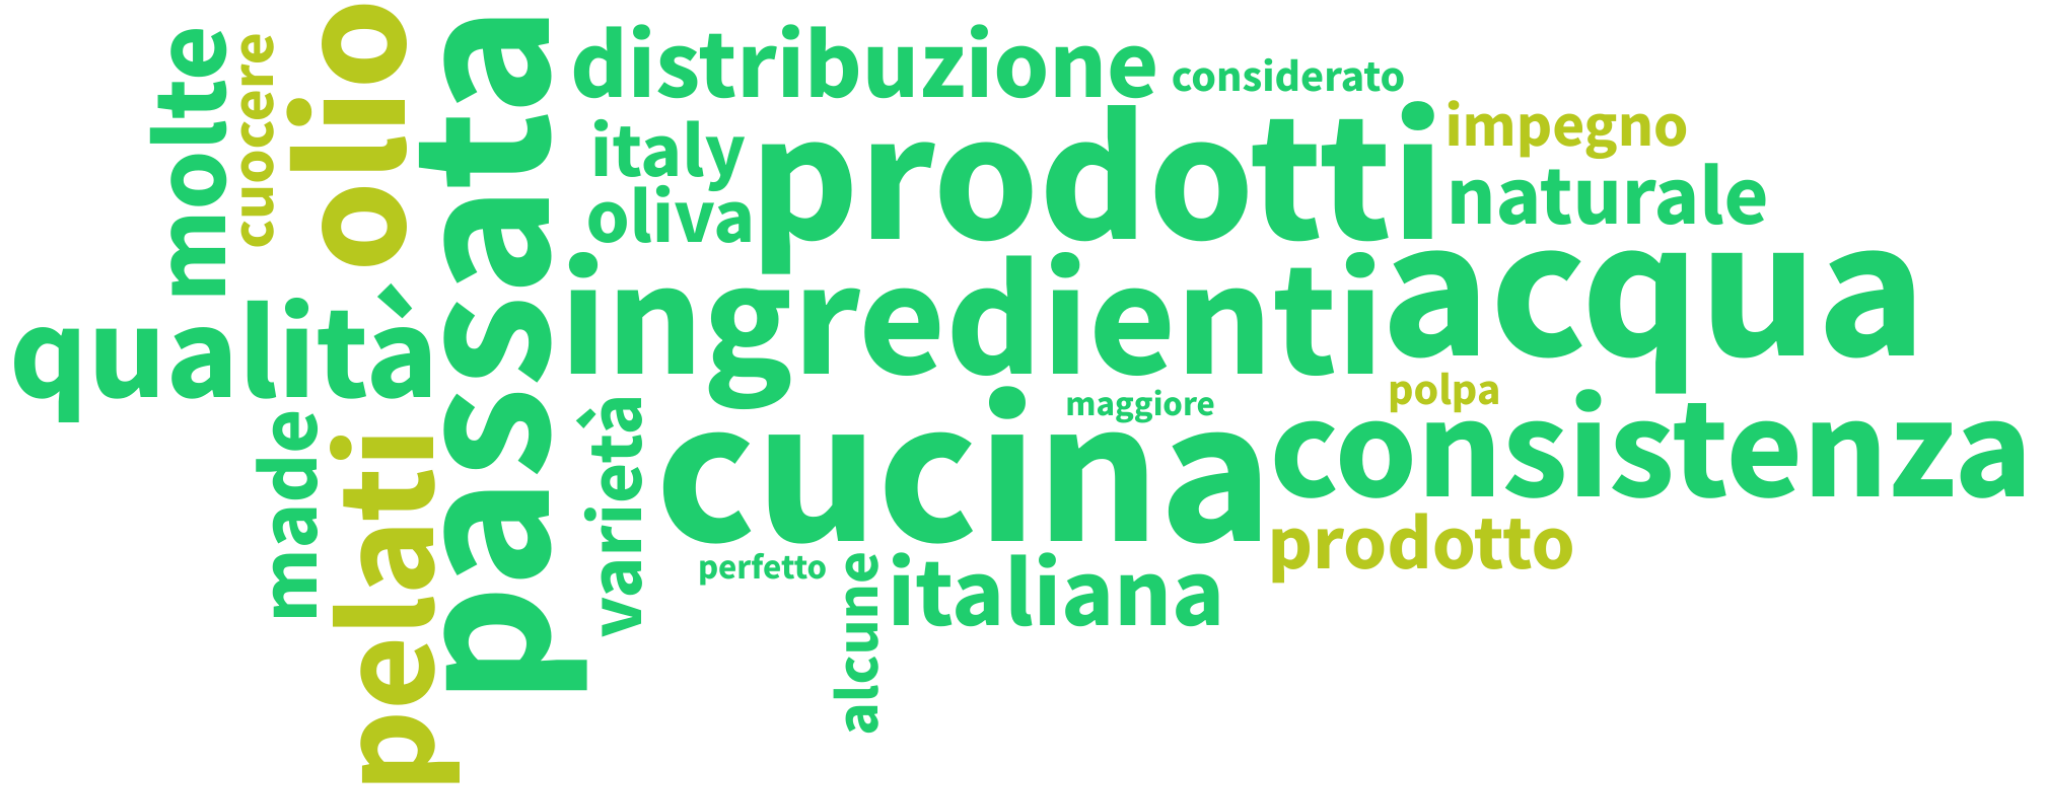 molte
cuocere
olio
passata
distribuzione
considerato
italy
prodotti
impegno
oliva
naturale
qualità
ingredienti
acqua
made
pelati
varietà
maggiore
polpa
cucina
consistenza
perfetto
prodotto
alcune
italiana